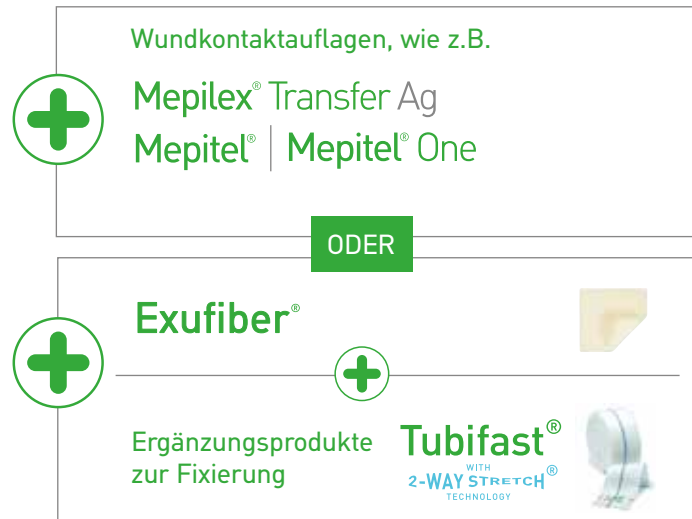 Wundkontaktauflagen, wie z.B.
Mepilex® Transfer Ag
Mepitel® | Mepitel® One
ODER
Exufiber®
Ergänzungsprodukte
zur Fixierung
Tubifast®
WITH
2-WAY STRETCH®
TECHNOLOGY